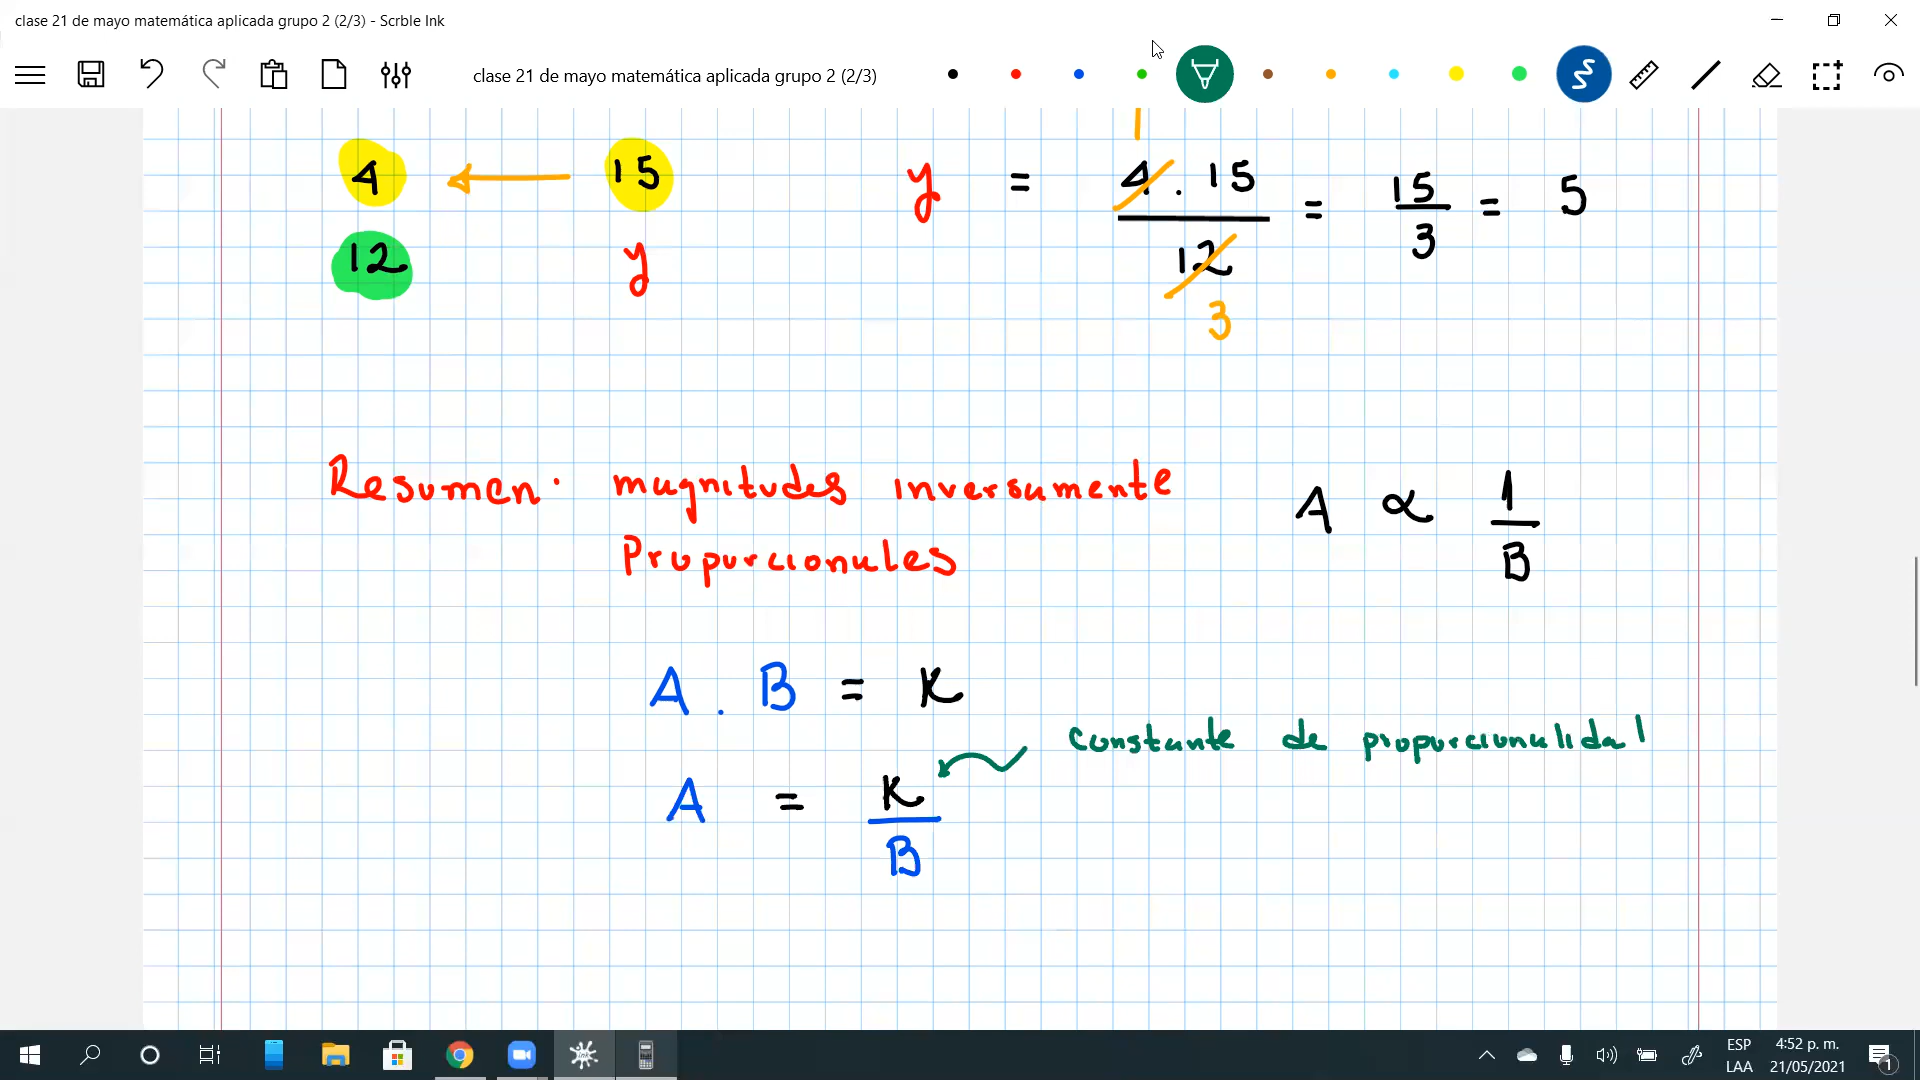 clase 21 de mayo matemática aplicada grupo 2 (2/3) - Scrble Ink
clase 21 de mayo matemática aplicada grupo 2 (2/3)
4 ← 15
12 y
y = 4 . 15 / 12 = 15 / 3 = 5
3
Resumen. magnitudes inversamente
Proporcionales
A ∝ 1 / B
A . B = K
constante de proporcionalidad
A = K / B
ESP
LAA
4:52 p. m.
21/05/2021
1